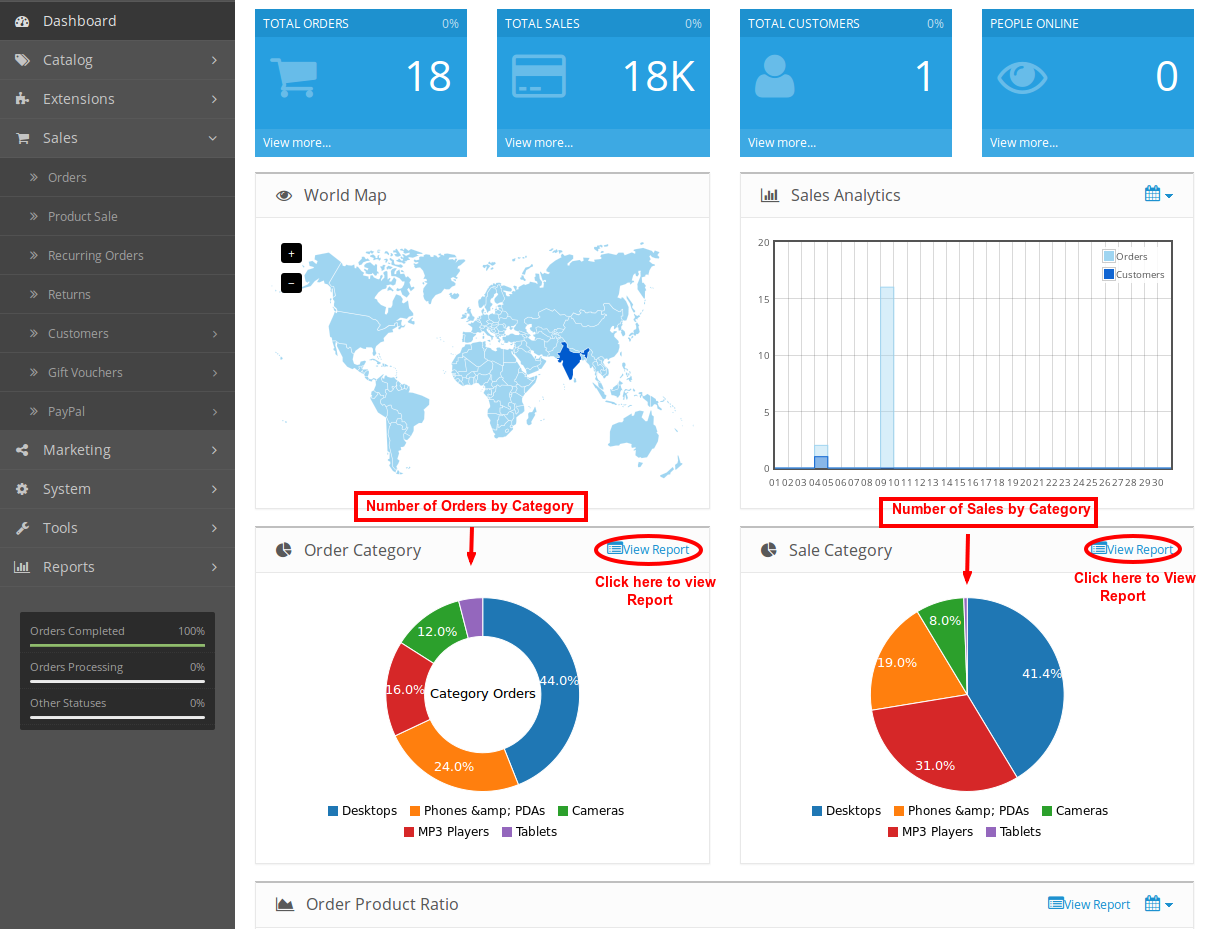 Dashboard
Catalog
Extensions
Sales
Orders
Product Sale
Recurring Orders
Returns
Customers
Gift Vouchers
PayPal
Marketing
System
Tools
Reports
Orders Completed 100%
Orders Processing 0%
Other Statuses 0%
TOTAL ORDERS 0%
18
View more...
TOTAL SALES 0%
18K
View more...
TOTAL CUSTOMERS 0%
1
View more...
PEOPLE ONLINE
0
View more...
World Map
+
−
Sales Analytics
20
15
10
5
0
Orders
Customers
01 02 03 04 05 06 07 08 09 10 11 12 13 14 15 16 17 18 19 20 21 22 23 24 25 26 27 28 29 30
Number of Orders by Category
Order Category
View Report
Click here to view
Report
44.0%
24.0%
16.0%
12.0%
Category Orders
Desktops Phones &amp; PDAs Cameras
MP3 Players Tablets
Number of Sales by Category
Sale Category
View Report
Click here to View
Report
41.4%
31.0%
19.0%
8.0%
Desktops Phones &amp; PDAs Cameras
MP3 Players Tablets
Order Product Ratio
View Report